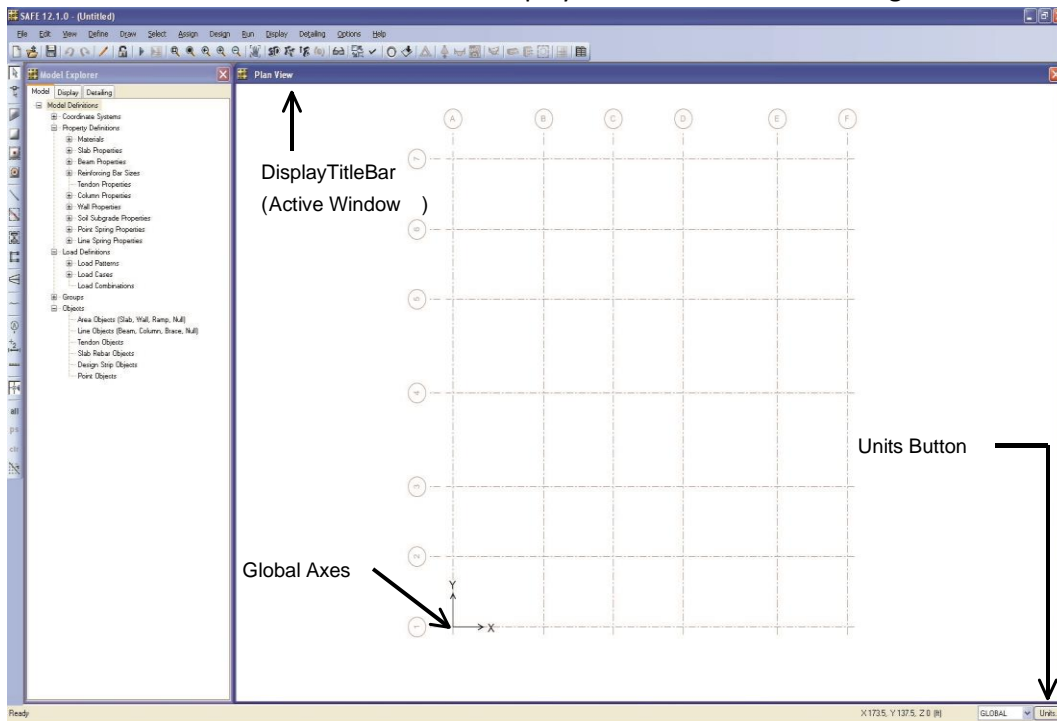 SAFE 12.1.0 - (Untitled)
File Edit View Define Draw Select Assign Design Run Display Detailing Options Help
Model Explorer
Plan View
Model Display Detailing
Model Definitions
Coordinate Systems
Property Definitions
Materials
Slab Properties
Beam Properties
Reinforcing Bar Sizes
Tendon Properties
Column Properties
Wall Properties
Soil Subgrade Properties
Point Spring Properties
Line Spring Properties
Load Definitions
Load Patterns
Load Cases
Load Combinations
Groups
Objects
Area Objects (Slab, Wall, Ramp, Null)
Line Objects (Beam, Column, Brace, Null)
Tendon Objects
Slab Rebar Objects
Design Strip Objects
Point Objects
all
ps
clr
A B C D E F
7
6
5
4
3
2
1
DisplayTitleBar
(Active Window )
Units Button
Global Axes
Y
X
Ready
X 173.5, Y 137.5, Z 0 (ft)
GLOBAL
Units